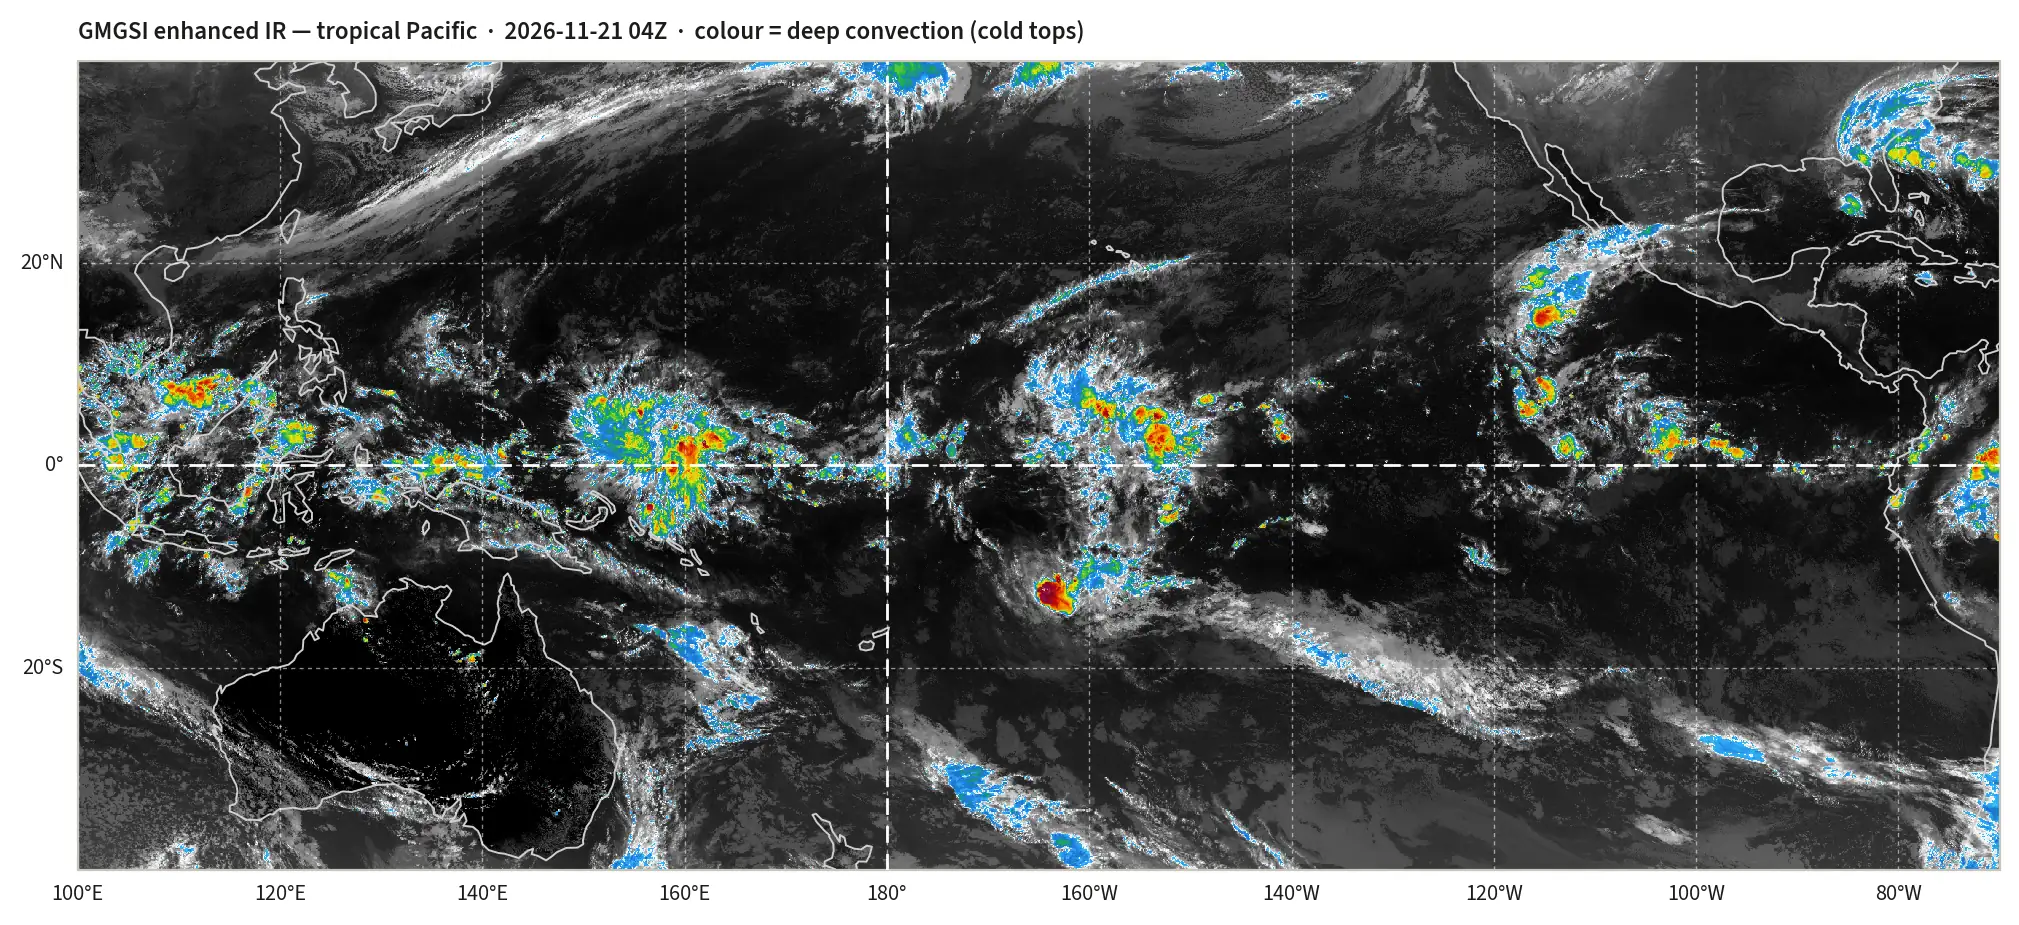 GMGSI enhanced IR — tropical Pacific · 2026-11-21 04Z · colour = deep convection (cold tops)
20°N
0°
20°S
100°E 120°E 140°E 160°E 180° 160°W 140°W 120°W 100°W 80°W